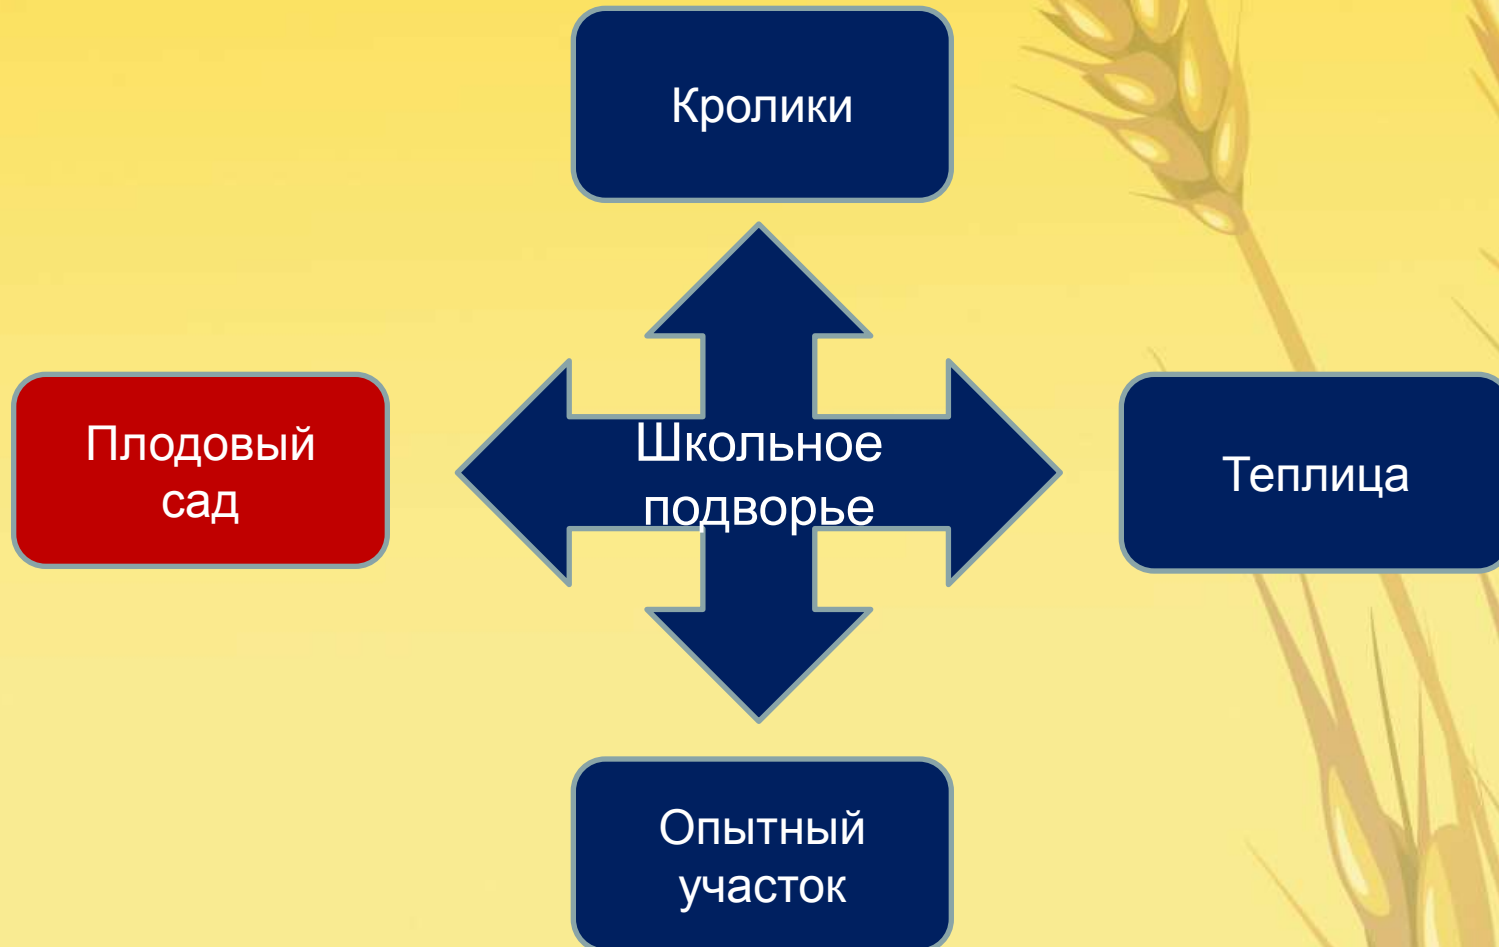 Кролики
Плодовый
сад
Школьное
подворье
Теплица
Опытный
участок